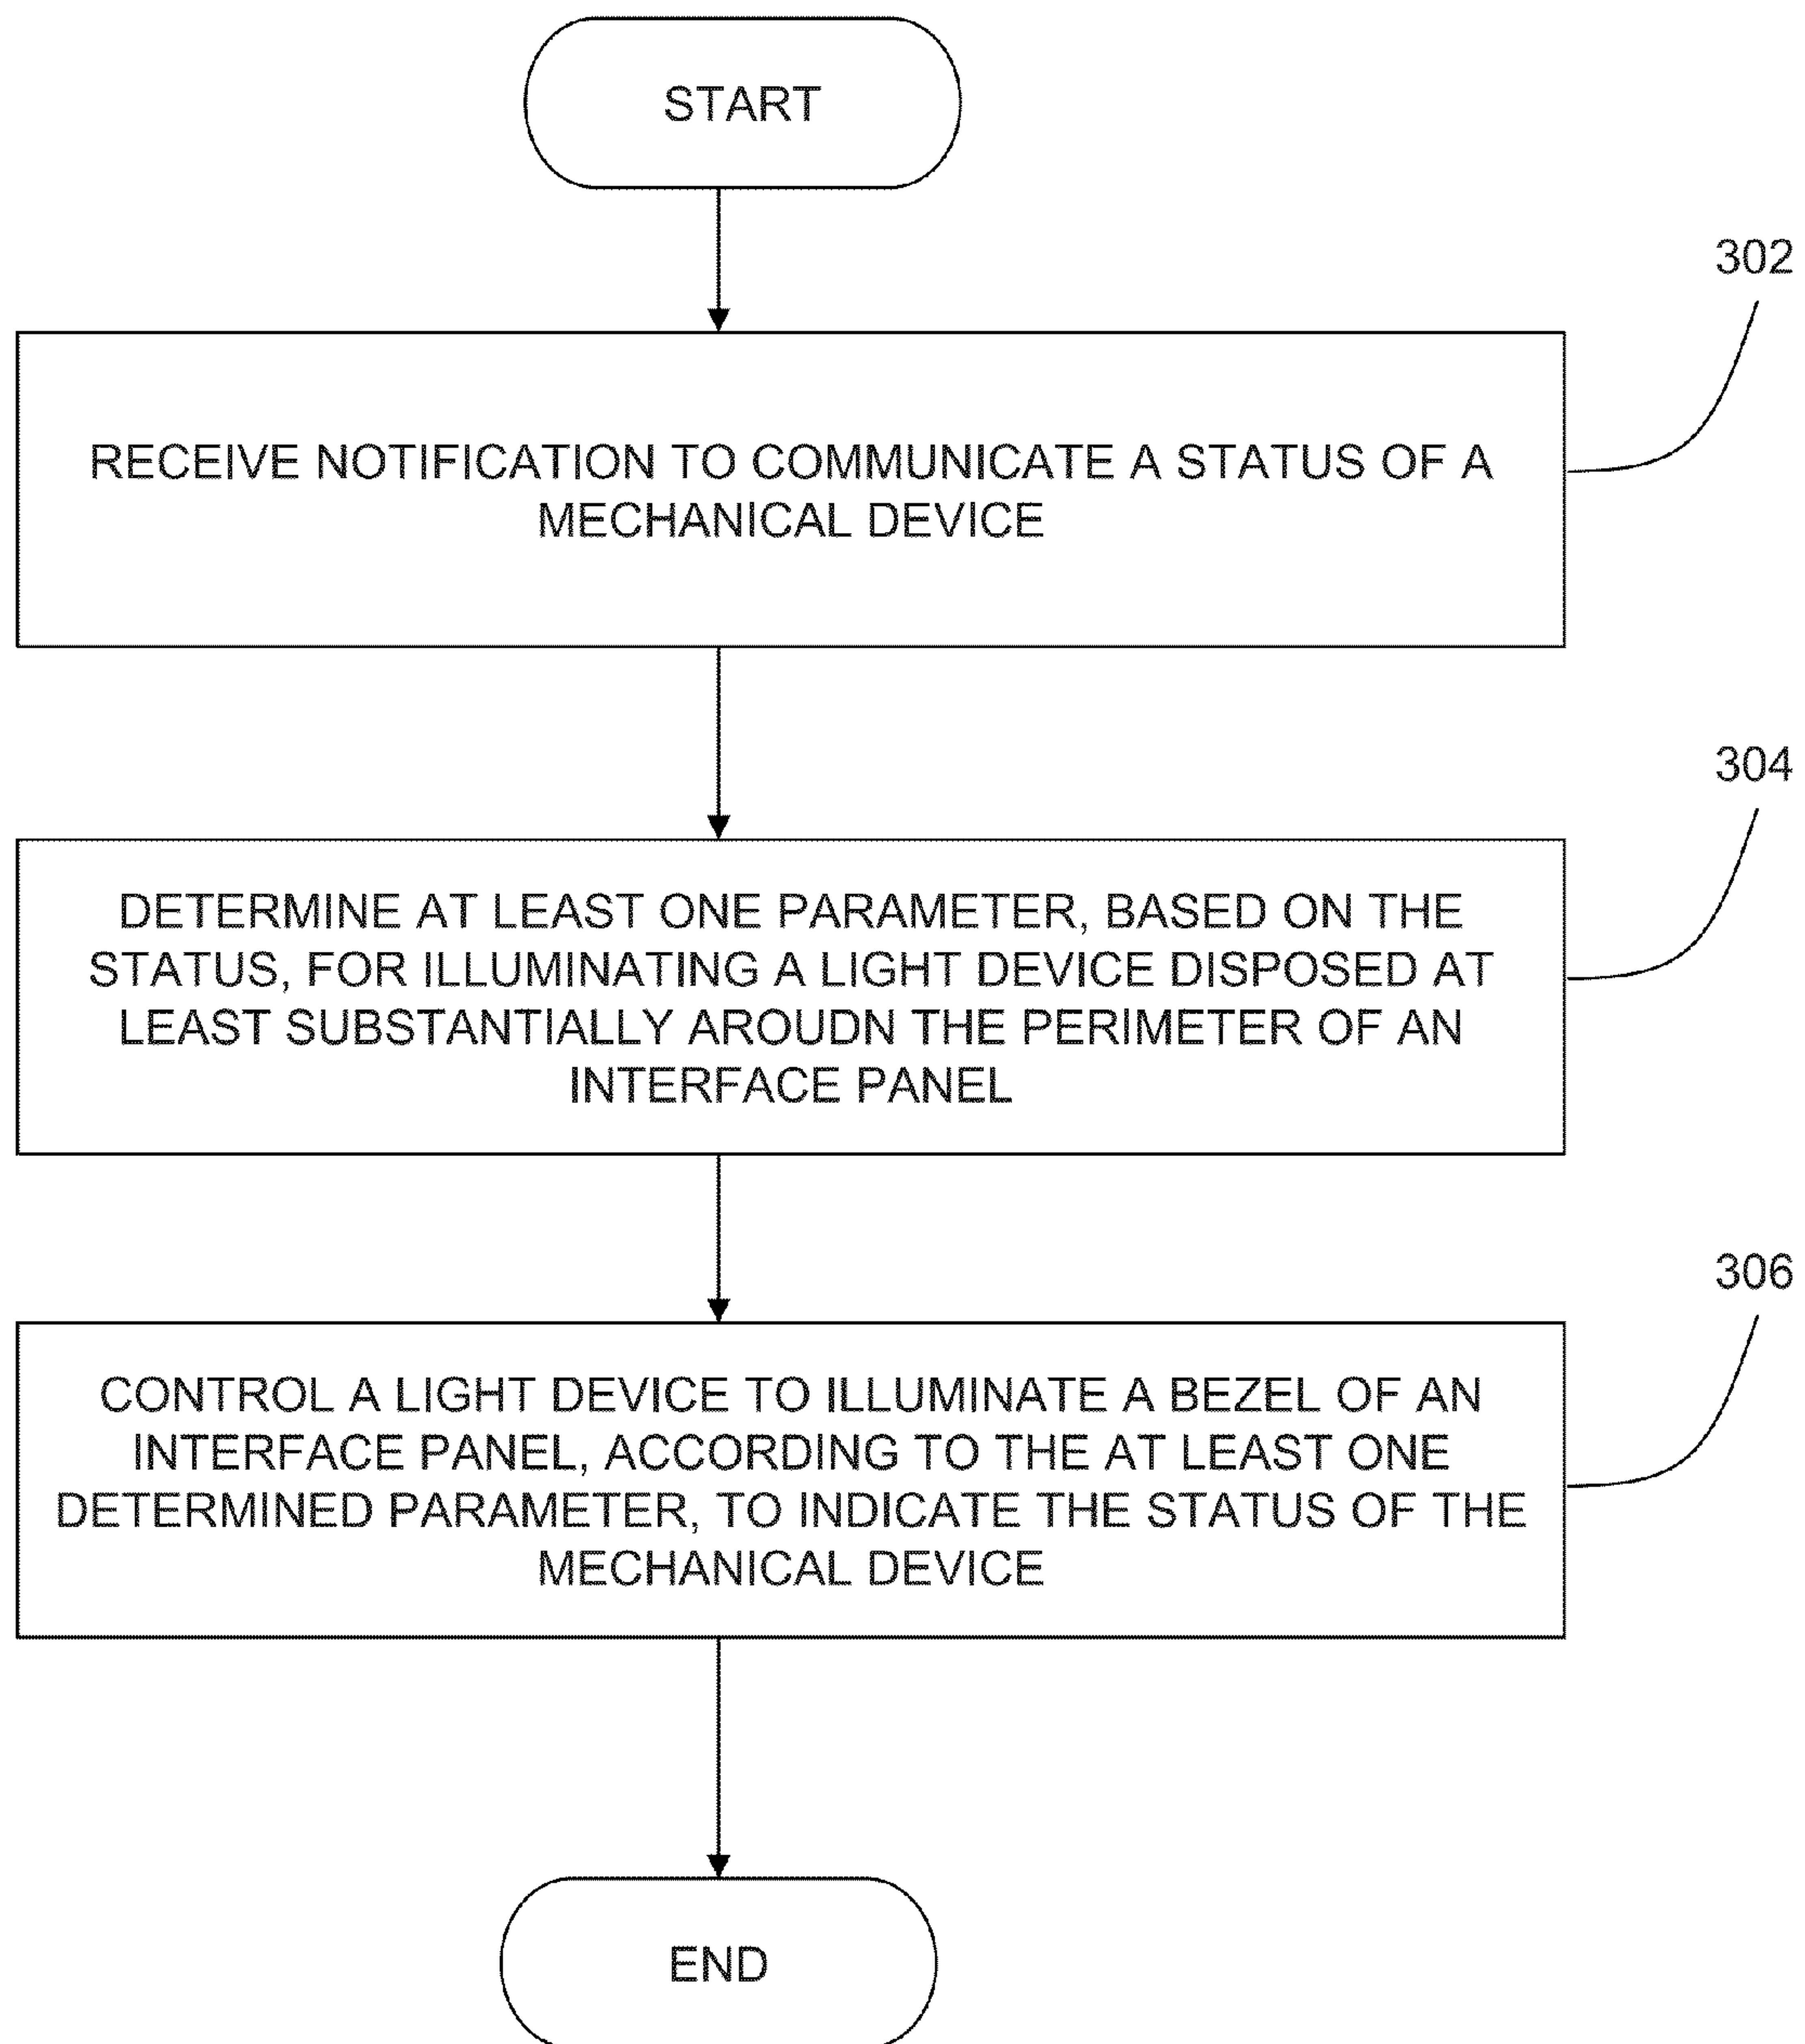 START
302
RECEIVE NOTIFICATION TO COMMUNICATE A STATUS OF A
MECHANICAL DEVICE
304
DETERMINE AT LEAST ONE PARAMETER, BASED ON THE
STATUS, FOR ILLUMINATING A LIGHT DEVICE DISPOSED AT
LEAST SUBSTANTIALLY AROUDN THE PERIMETER OF AN
INTERFACE PANEL
306
CONTROL A LIGHT DEVICE TO ILLUMINATE A BEZEL OF AN
INTERFACE PANEL, ACCORDING TO THE AT LEAST ONE
DETERMINED PARAMETER, TO INDICATE THE STATUS OF THE
MECHANICAL DEVICE
END